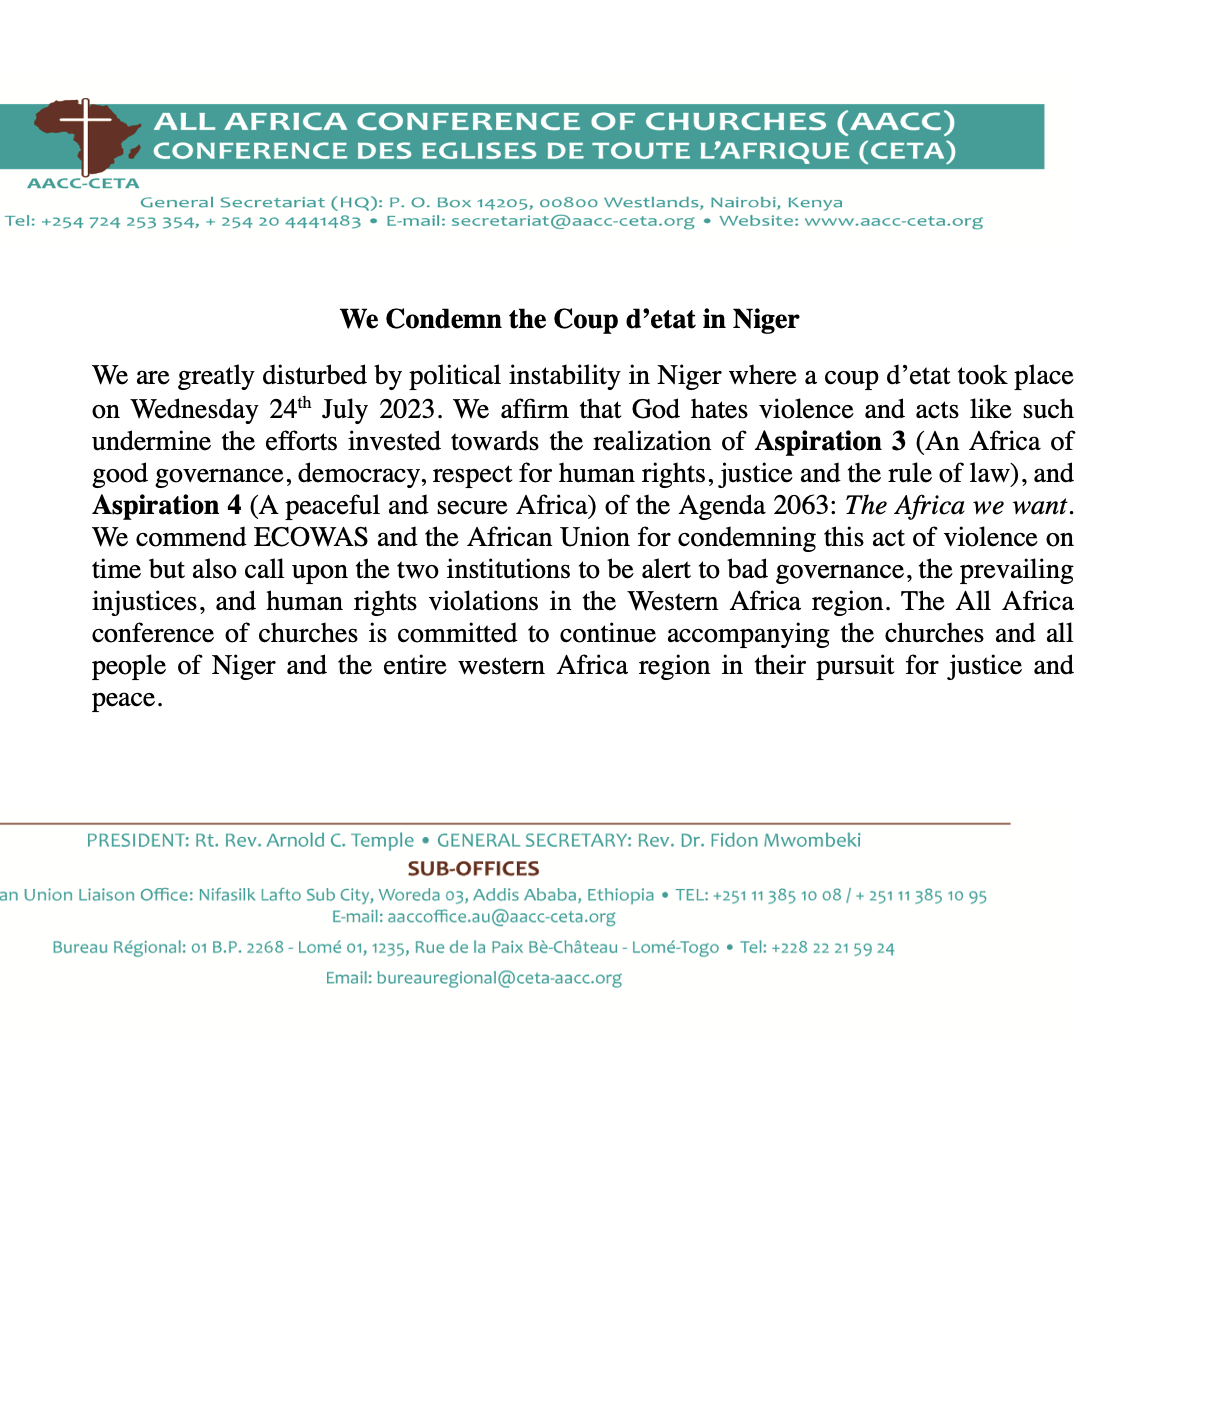 ALL AFRICA CONFERENCE OF CHURCHES (AACC)
CONFERENCE DES EGLISES DE TOUTE L’AFRIQUE (CETA)
AACC-CETA
General Secretariat (HQ): P. O. Box 14205, 00800 Westlands, Nairobi, Kenya
Tel: +254 724 253 354, + 254 20 4441483 • E-mail: secretariat@aacc-ceta.org • Website: www.aacc-ceta.org
We Condemn the Coup d’etat in Niger
We are greatly disturbed by political instability in Niger where a coup d’etat took place
on Wednesday 24th July 2023. We affirm that God hates violence and acts like such
undermine the efforts invested towards the realization of Aspiration 3 (An Africa of
good governance, democracy, respect for human rights, justice and the rule of law), and
Aspiration 4 (A peaceful and secure Africa) of the Agenda 2063: The Africa we want.
We commend ECOWAS and the African Union for condemning this act of violence on
time but also call upon the two institutions to be alert to bad governance, the prevailing
injustices, and human rights violations in the Western Africa region. The All Africa
conference of churches is committed to continue accompanying the churches and all
people of Niger and the entire western Africa region in their pursuit for justice and
peace.
PRESIDENT: Rt. Rev. Arnold C. Temple • GENERAL SECRETARY: Rev. Dr. Fidon Mwombeki
SUB-OFFICES
an Union Liaison Office: Nifasilk Lafto Sub City, Woreda 03, Addis Ababa, Ethiopia • TEL: +251 11 385 10 08 / + 251 11 385 10 95
E-mail: aaccoffice.au@aacc-ceta.org
Bureau Régional: 01 B.P. 2268 - Lomé 01, 1235, Rue de la Paix Bè-Château - Lomé-Togo • Tel: +228 22 21 59 24
Email: bureauregional@ceta-aacc.org